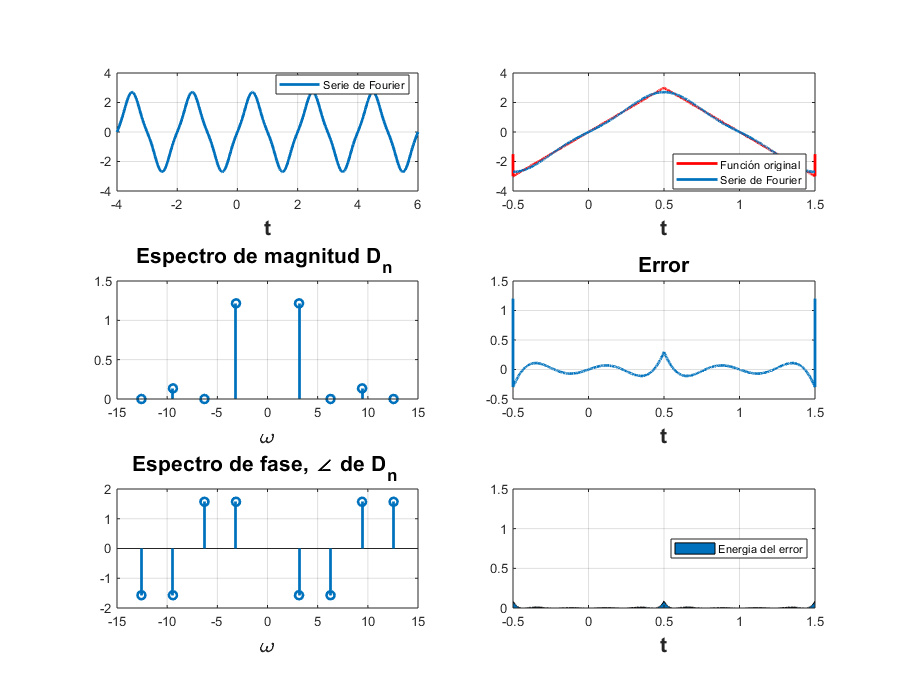 4
2
0
-2
-4
-4 -2 0 2 4 6
Serie de Fourier
t
4
2
0
-2
-4
-0.5 0 0.5 1 1.5
Función original
Serie de Fourier
t
Espectro de magnitud Dn
1.5
1
0.5
0
-15 -10 -5 0 5 10 15
ω
Error
1.5
1
0.5
0
-0.5
-0.5 0 0.5 1 1.5
t
Espectro de fase, ∠ de Dn
2
1
0
-1
-2
-15 -10 -5 0 5 10 15
ω
1.5
1
0.5
0
-0.5 0 0.5 1 1.5
Energia del error
t